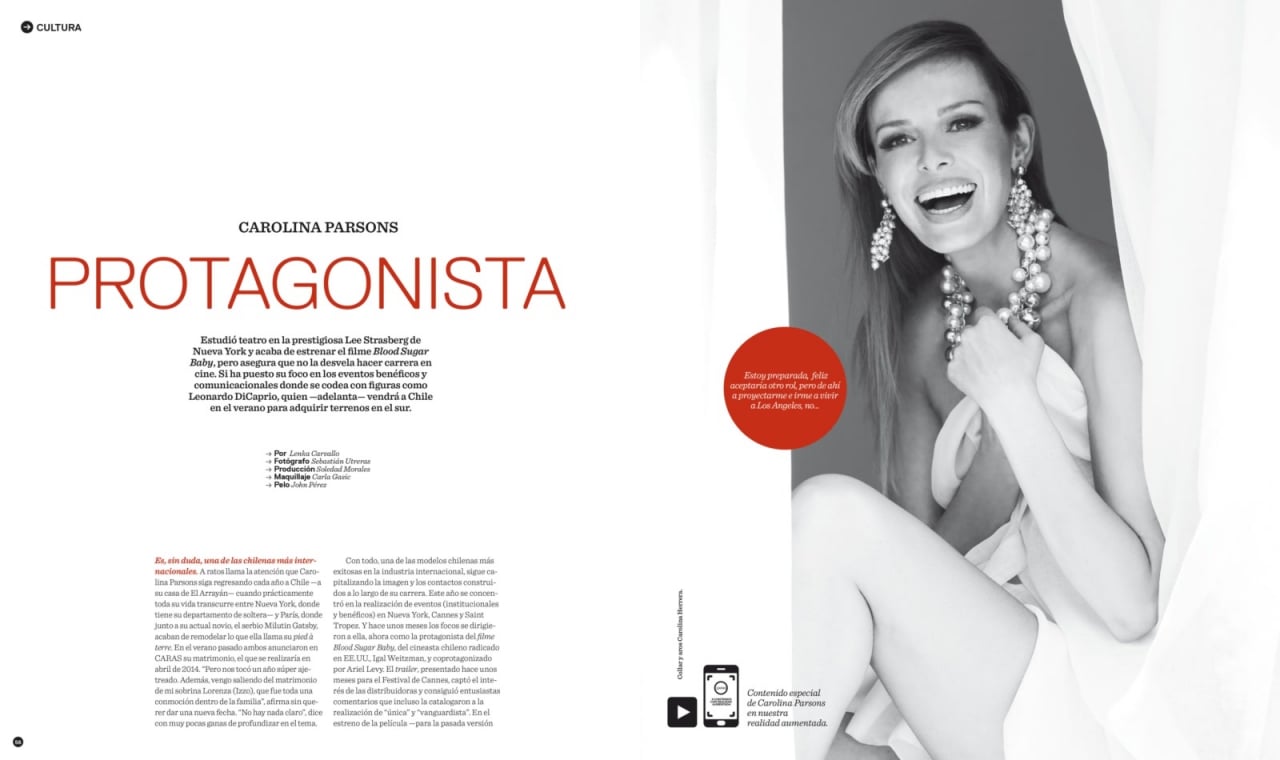 CULTURA
CAROLINA PARSONS
PROTAGONISTA
Estudió teatro en la prestigiosa Lee Strasberg de
Nueva York y acaba de estrenar el filme Blood Sugar
Baby, pero asegura que no la desvela hacer carrera en
cine. Si ha puesto su foco en los eventos benéficos y
comunicacionales donde se codea con figuras como
Leonardo DiCaprio, quien —adelanta— vendrá a Chile
en el verano para adquirir terrenos en el sur.
→ Por Lenka Carvallo
→ Fotógrafo Sebastián Utreras
→ Producción Soledad Morales
→ Maquillaje Carla Gasic
→ Pelo John Pérez
Es, sin duda, una de las chilenas más inter-
nacionales. A ratos llama la atención que Caro-
lina Parsons siga regresando cada año a Chile —a
su casa de El Arrayán— cuando prácticamente
toda su vida transcurre entre Nueva York, donde
tiene su departamento de soltera— y París, donde
junto a su actual novio, el serbio Milutin Gatsby,
acaban de remodelar lo que ella llama su pied à
terre. En el verano pasado ambos anunciaron en
CARAS su matrimonio, el que se realizaría en
abril de 2014. “Pero nos tocó un año súper aje-
treado. Además, vengo saliendo del matrimonio
de mi sobrina Lorenza (Izzo), que fue toda una
conmoción dentro de la familia”, afirma sin que-
rer dar una nueva fecha. “No hay nada claro”, dice
con muy pocas ganas de profundizar en el tema.
Con todo, una de las modelos chilenas más
exitosas en la industria internacional, sigue ca-
pitalizando la imagen y los contactos construi-
dos a lo largo de su carrera. Este año se concen-
tró en la realización de eventos (institucionales
y benéficos) en Nueva York, Cannes y Saint
Tropez. Y hace unos meses los focos se dirigie-
ron a ella, ahora como la protagonista del filme
Blood Sugar Baby, del cineasta chileno radicado
en EE.UU., Igal Weitzman, y coprotagonizado
por Ariel Levy. El trailer, presentado hace unos
meses para el Festival de Cannes, captó el inte-
rés de las distribuidoras y consiguió entusiastas
comentarios que incluso la catalogaron a la
realización de “única” y “vanguardista”. En el
estreno de la película —para la pasada versión
Estoy preparada, feliz
aceptaría otro rol, pero de ahí
a proyectarme e irme a vivir
a Los Angeles, no...
Collar y aros Carolina Herrera.
Contenido especial
de Carolina Parsons
en nuestra
realidad aumentada.